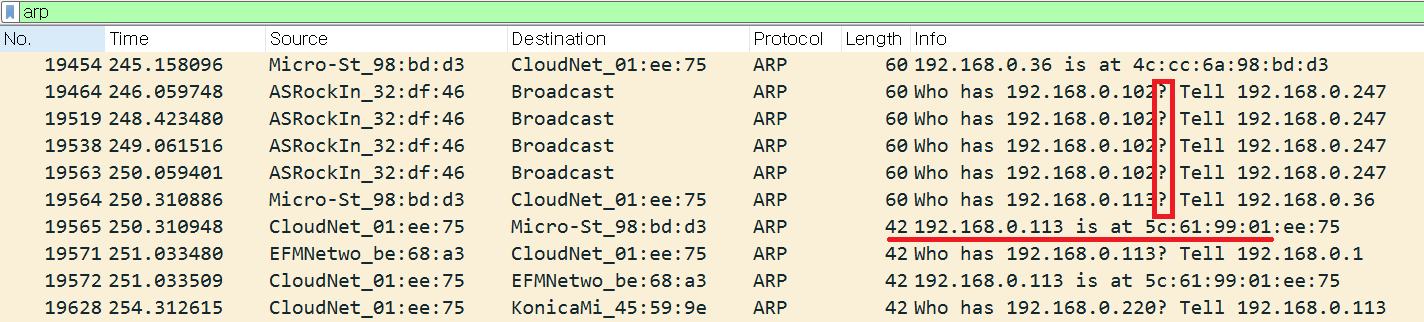 arp
No. Time Source Destination Protocol Length Info
19454 245.158096 Micro-St_98:bd:d3 CloudNet_01:ee:75 ARP 60 192.168.0.36 is at 4c:cc:6a:98:bd:d3
19464 246.059748 ASRockIn_32:df:46 Broadcast ARP 60 Who has 192.168.0.102? Tell 192.168.0.247
19519 248.423480 ASRockIn_32:df:46 Broadcast ARP 60 Who has 192.168.0.102? Tell 192.168.0.247
19538 249.061516 ASRockIn_32:df:46 Broadcast ARP 60 Who has 192.168.0.102? Tell 192.168.0.247
19563 250.059401 ASRockIn_32:df:46 Broadcast ARP 60 Who has 192.168.0.102? Tell 192.168.0.247
19564 250.310886 Micro-St_98:bd:d3 CloudNet_01:ee:75 ARP 60 Who has 192.168.0.113? Tell 192.168.0.36
19565 250.310948 CloudNet_01:ee:75 Micro-St_98:bd:d3 ARP 42 192.168.0.113 is at 5c:61:99:01:ee:75
19571 251.033480 EFMNetwo_be:68:a3 CloudNet_01:ee:75 ARP 42 Who has 192.168.0.113? Tell 192.168.0.1
19572 251.033509 CloudNet_01:ee:75 EFMNetwo_be:68:a3 ARP 42 192.168.0.113 is at 5c:61:99:01:ee:75
19628 254.312615 CloudNet_01:ee:75 KonicaMi_45:59:9e ARP 42 Who has 192.168.0.220? Tell 192.168.0.113